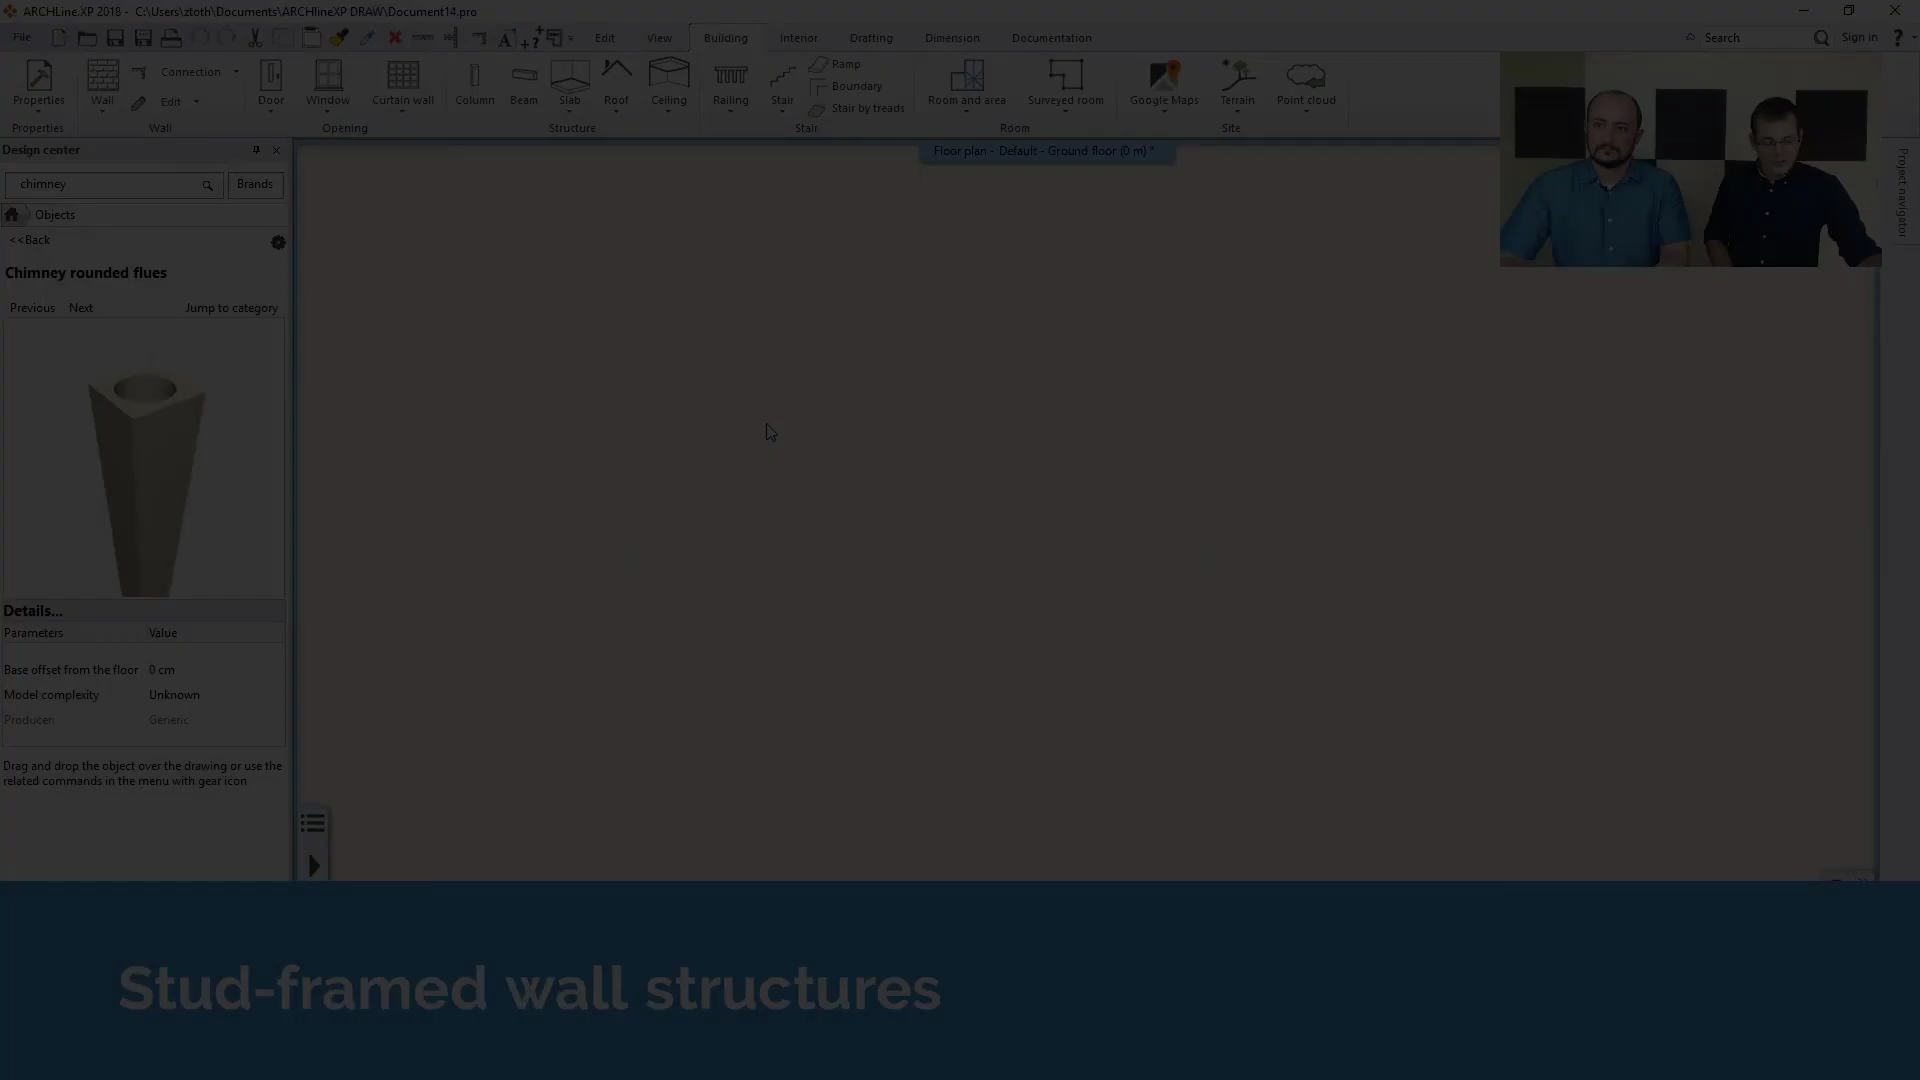 ARCHLine.XP 2018 - C:\Users\ztoth\Documents\ARCHlineXP DRAW\Document14.pro
File Edit View Building Interior Drafting Dimension Documentation Search Sign in ?
Properties Wall Connection Edit Door Window Curtain wall Column Beam Slab Roof Ceiling Railing Stair Ramp Boundary Stair by treads Room and area Surveyed room Google Maps Terrain Point cloud
Properties Wall Opening Structure Stair Room Site
Design center
Floor plan - Default - Ground floor (0 m) *
Project navigator
chimney Brands
Objects
<<Back
Chimney rounded flues
Previous Next Jump to category
Details...
Parameters Value
Base offset from the floor 0 cm
Model complexity Unknown
Producer Generic
Drag and drop the object over the drawing or use the
related commands in the menu with gear icon
Stud-framed wall structures